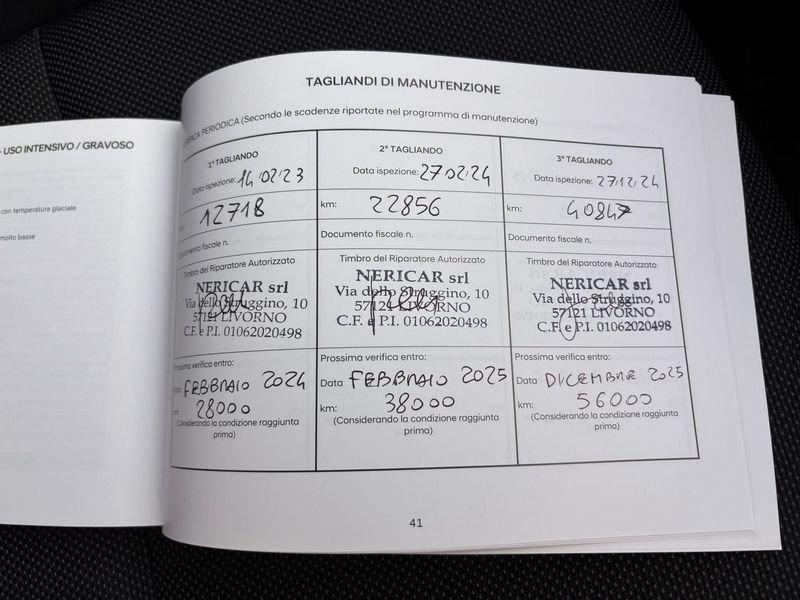 - USO INTENSIVO / GRAVOSO
con temperatura glaciale
molto basse
TAGLIANDI DI MANUTENZIONE
PERIODICA (Secondo le scadenze riportate nel programma di manutenzione)
1° TAGLIANDO
Data ispezione: 14/02/23
km: 12718
Documento fiscale n.
Timbro del Riparatore Autorizzato
NERICAR srl
Via dello Struggino, 10
57121 LIVORNO
C.F. e P.I. 01062020498
Prossima verifica entro:
Data FEBBRAIO 2024
km: 28000
(Considerando la condizione raggiunta
prima)
2° TAGLIANDO
Data ispezione: 27/02/24
km: 22856
Documento fiscale n.
Timbro del Riparatore Autorizzato
NERICAR srl
Via dello Struggino, 10
57121 LIVORNO
C.F. e P.I. 01062020498
Prossima verifica entro:
Data FEBBRAIO 2025
km: 38000
(Considerando la condizione raggiunta
prima)
3° TAGLIANDO
Data ispezione: 27/12/24
km: 40847
Documento fiscale n.
Timbro del Riparatore Autorizzato
NERICAR srl
Via dello Struggino, 10
57121 LIVORNO
C.F. e P.I. 01062020498
Prossima verifica entro:
Data DICEMBRE 2025
km: 56000
(Considerando la condizione raggiunta
prima)
41